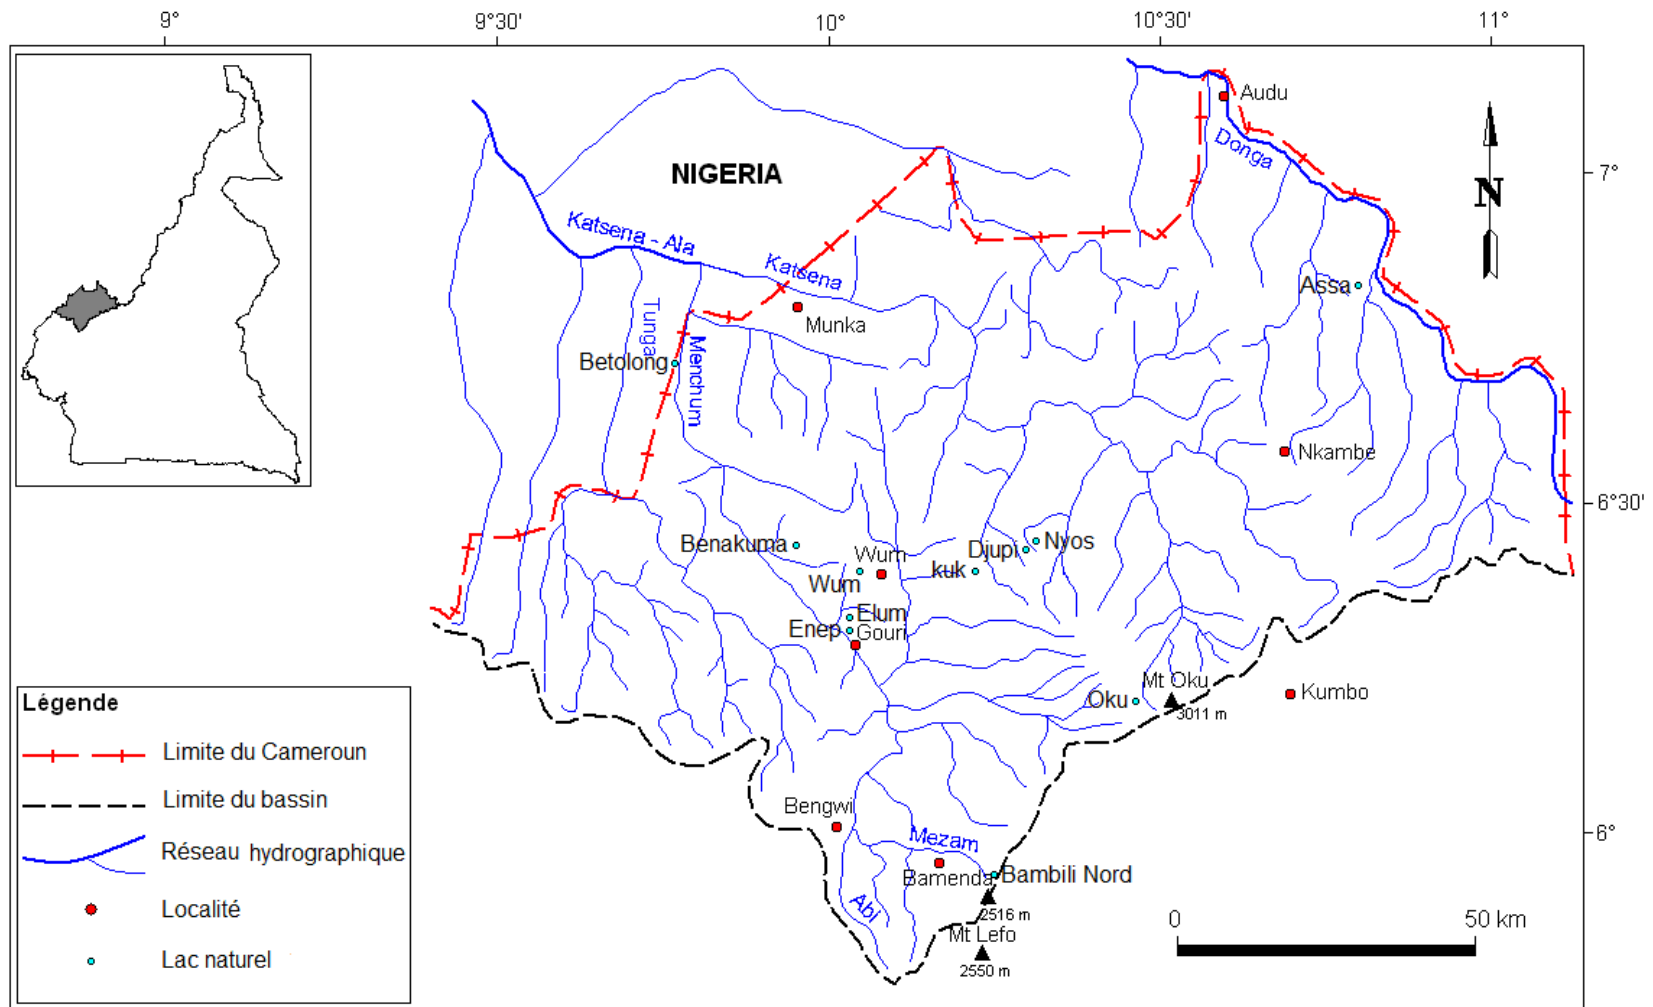 9°
9°30'
10°
10°30'
11°
Audu
Donga
NIGERIA
7°
N
Katsena - Ala
Katsena
Assa
Munka
Tunga
Menchum
Betolong
Nkambe
6°30'
Benakuma
Wum
Djupi
Nyos
Wum
kuk
Elum
Enep
Gouri
Mt Oku
Oku
3011 m
Kumbo
Légende
Limite du Cameroun
Limite du bassin
Réseau hydrographique
Localité
Lac naturel
Bengwi
Mezam
6°
Bamenda
Bambili Nord
Abi
2516 m
Mt Lefo
2550 m
0
50 km